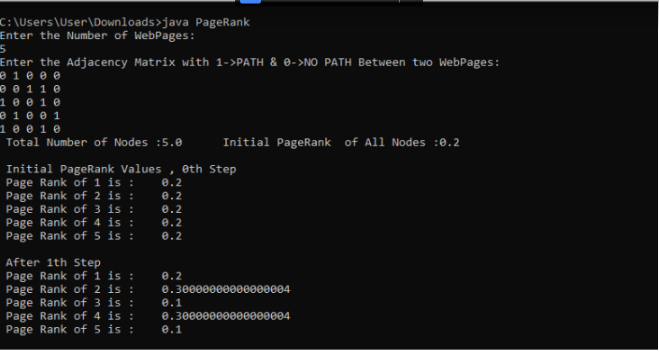 C:\Users\User\Downloads>java PageRank
Enter the Number of WebPages:
5
Enter the Adjacency Matrix with 1->PATH & 0->NO PATH Between two WebPages:
0 1 0 0 0
0 0 1 1 0
1 0 0 1 0
0 1 0 0 1
1 0 0 1 0
Total Number of Nodes :5.0 Initial PageRank of All Nodes :0.2
Initial PageRank Values , 0th Step
Page Rank of 1 is : 0.2
Page Rank of 2 is : 0.2
Page Rank of 3 is : 0.2
Page Rank of 4 is : 0.2
Page Rank of 5 is : 0.2
After 1th Step
Page Rank of 1 is : 0.2
Page Rank of 2 is : 0.30000000000000004
Page Rank of 3 is : 0.1
Page Rank of 4 is : 0.30000000000000004
Page Rank of 5 is : 0.1